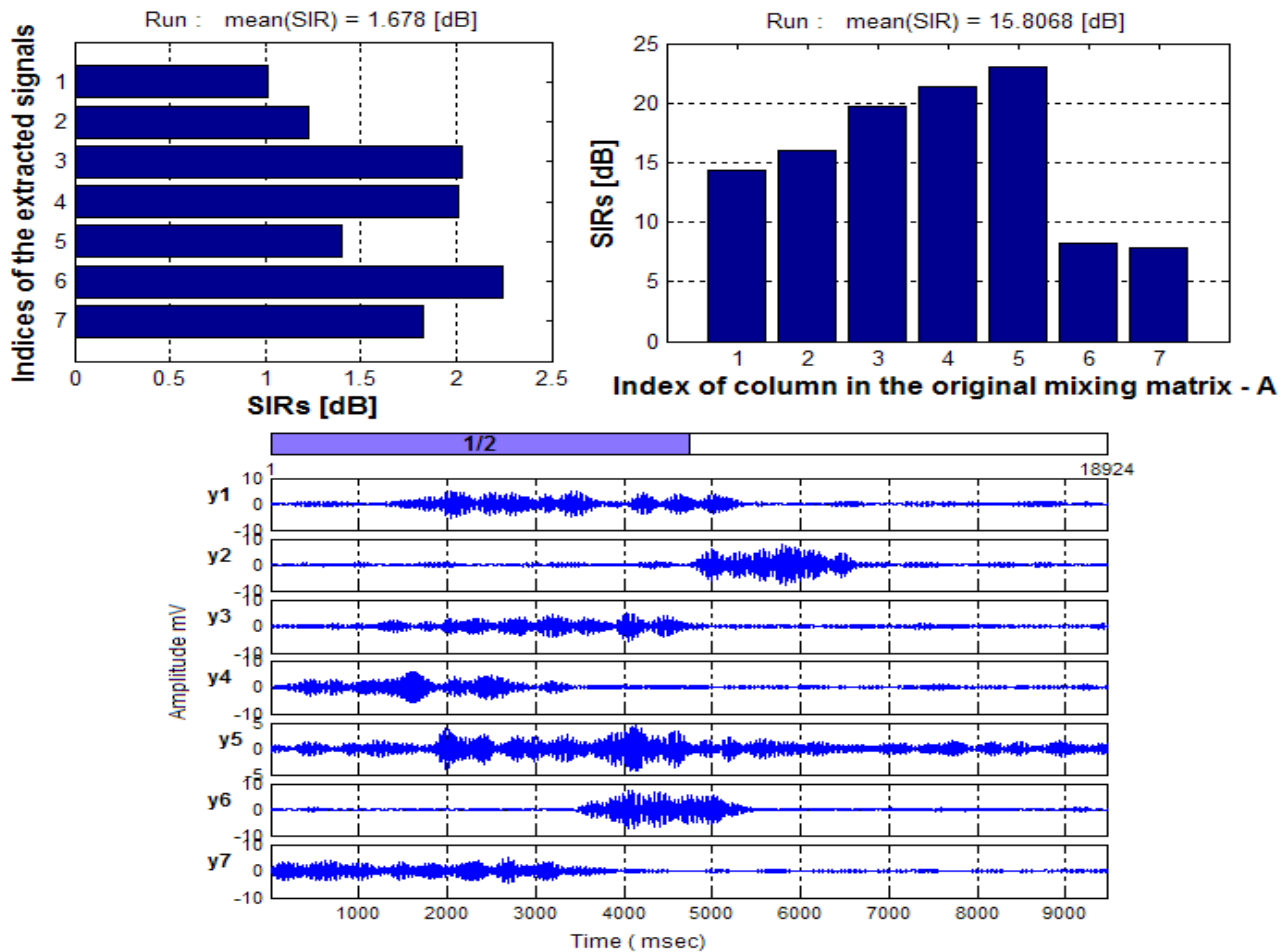 Run : mean(SIR) = 1.678 [dB]
Indices of the extracted signals
1
2
3
4
5
6
7
0 0.5 1 1.5 2 2.5
SIRs [dB]
Run : mean(SIR) = 15.8068 [dB]
SIRs [dB]
25
20
15
10
5
0
1 2 3 4 5 6 7
Index of column in the original mixing matrix - A
1/2
1 18924
Amplitude mV
y1
10
0
-10
y2
10
0
-10
y3
10
0
-10
y4
10
0
-10
y5
5
0
-5
y6
10
0
-10
y7
10
0
-10
1000 2000 3000 4000 5000 6000 7000 8000 9000
Time ( msec)